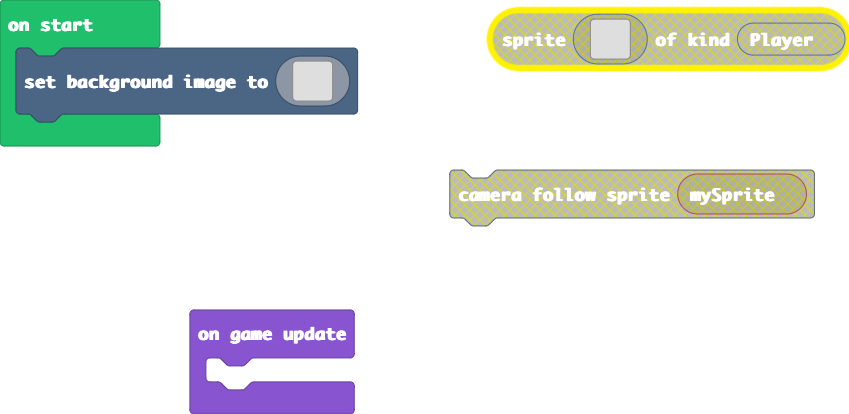 on start
sprite of kind Player
set background image to
camera follow sprite mySprite
on game update